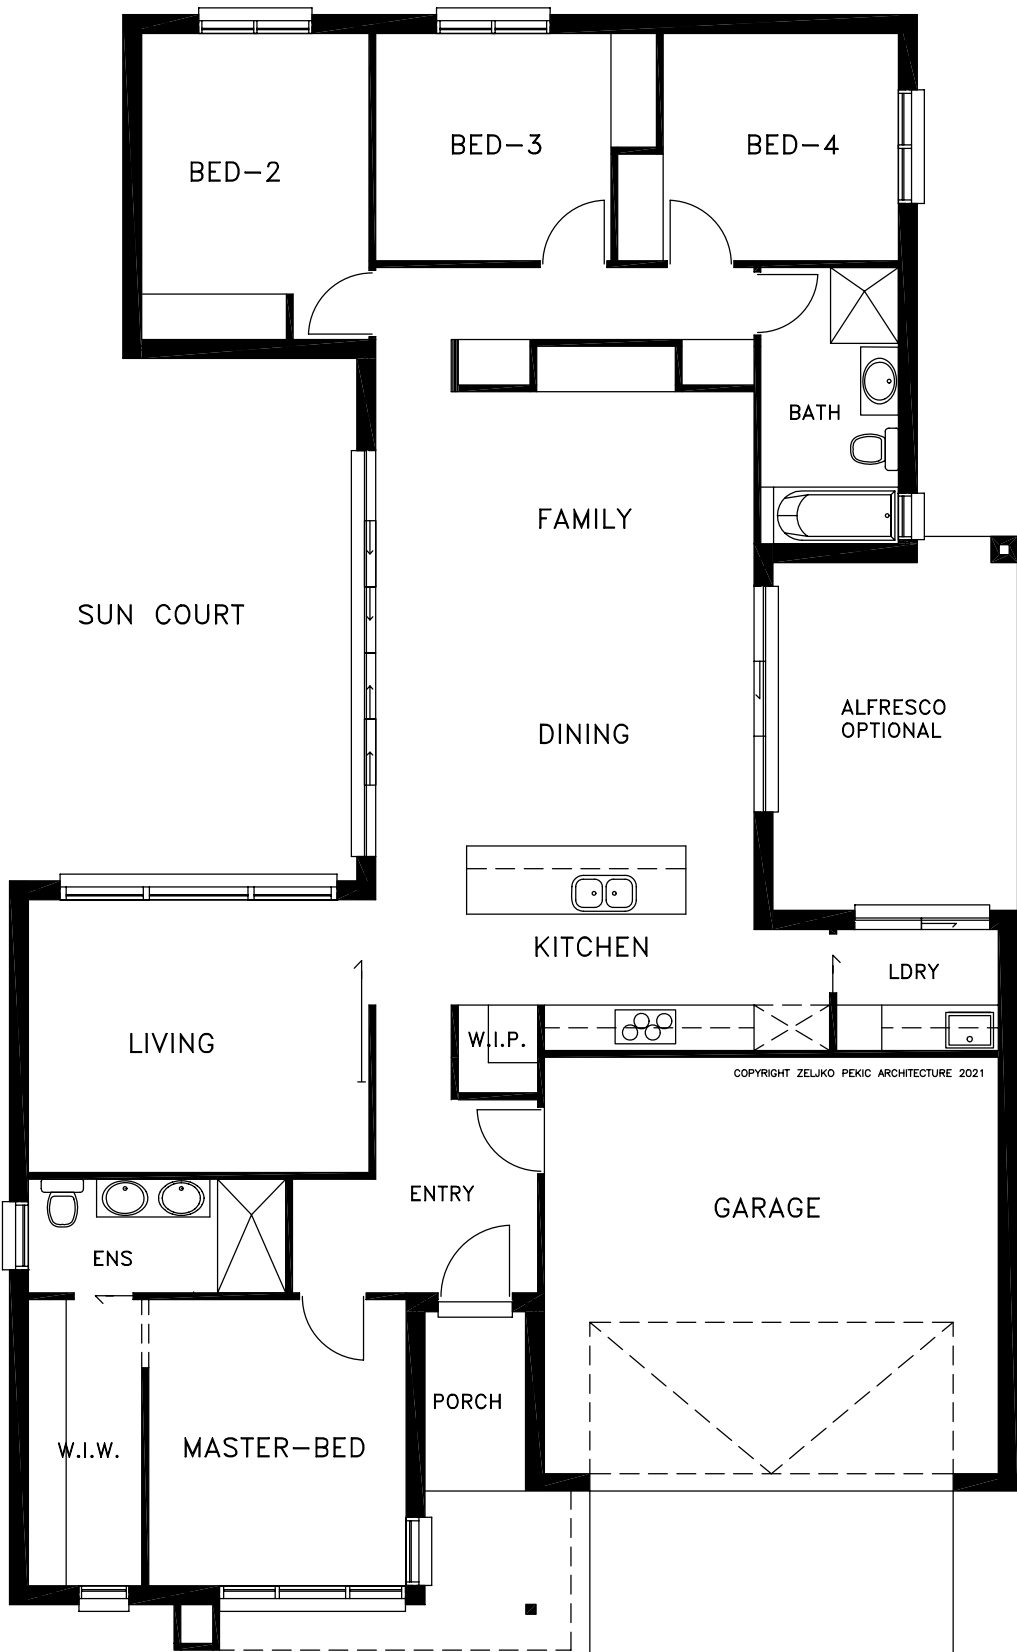 BED-3
BED-4
BED-2
BATH
FAMILY
SUN COURT
ALFRESCO
OPTIONAL
DINING
KITCHEN
LDRY
LIVING
W.I.P.
COPYRIGHT ZELJKO PEKIC ARCHITECTURE 2021
ENTRY
GARAGE
ENS
PORCH
W.I.W.
MASTER-BED